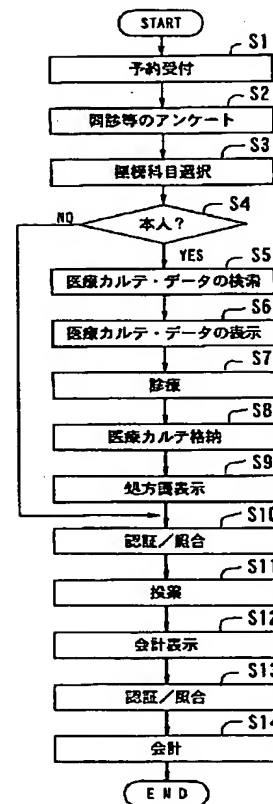 START
S1
予約受付
S2
問診等のアンケート
S3
科目選択
S4
NO
本人?
YES
S5
医療カルテ・データの検索
S6
医療カルテ・データの表示
S7
診療
S8
医療カルテ格納
S9
処方箋表示
S10
認証/照合
S11
投薬
S12
会計表示
S13
認証/照合
S14
会計
END